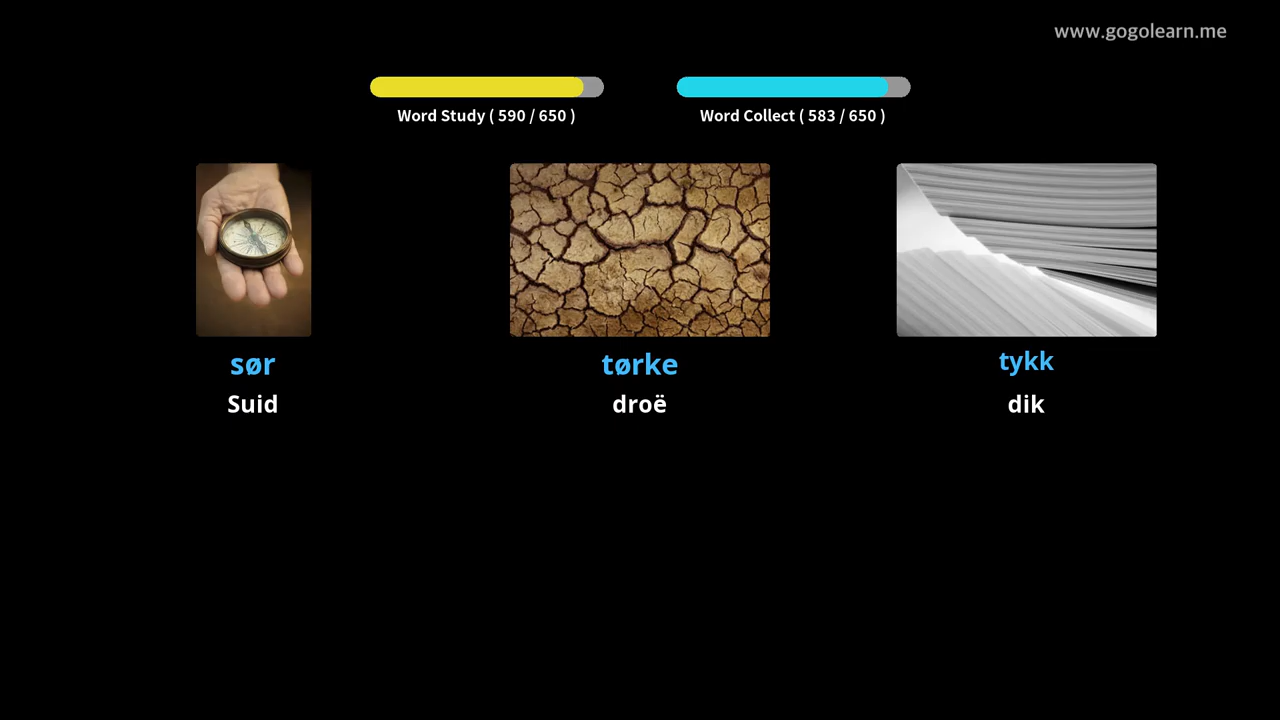 www.gogolearn.me
Word Study ( 590 / 650 )
Word Collect ( 583 / 650 )
sør
tørke
tykk
Suid
droë
dik